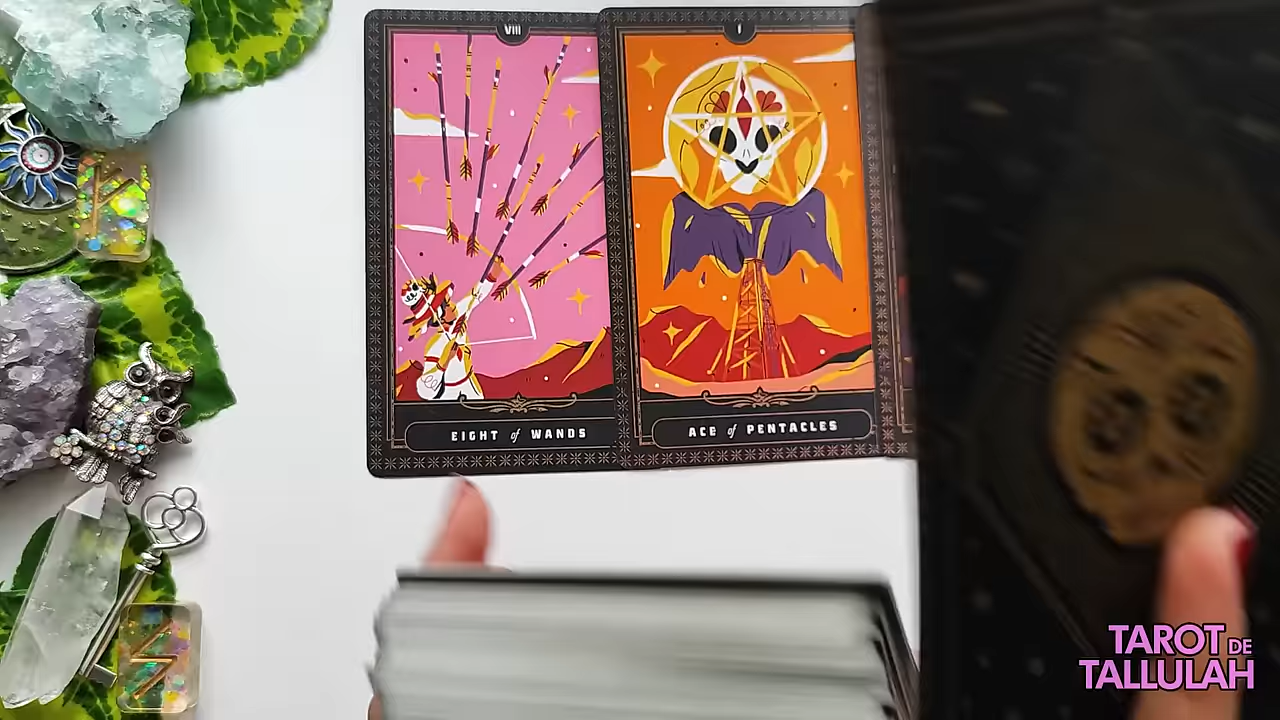 VIII
I
EIGHT of WANDS
ACE of PENTACLES
TAROT DE
TALLULAH